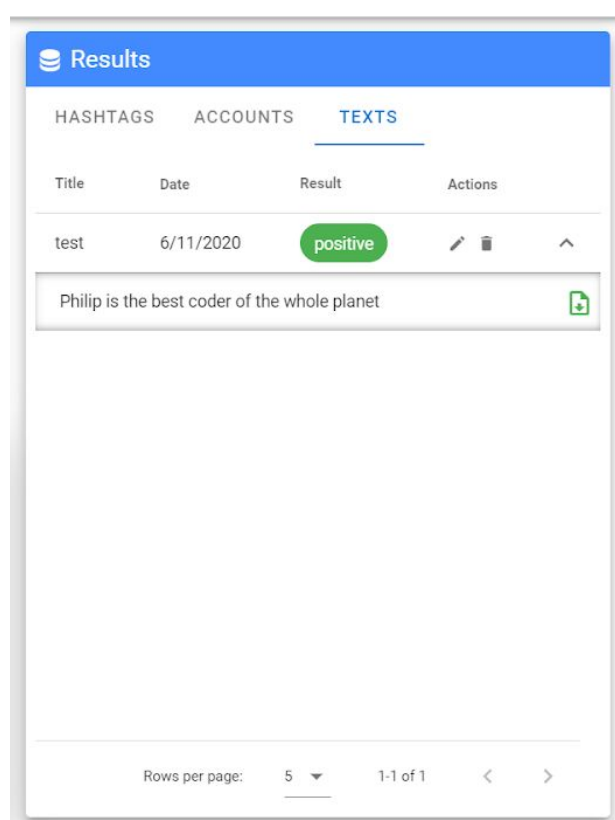 Results
HASHTAGS ACCOUNTS TEXTS
Title Date Result Actions
test 6/11/2020 positive
Philip is the best coder of the whole planet
Rows per page: 5 1-1 of 1